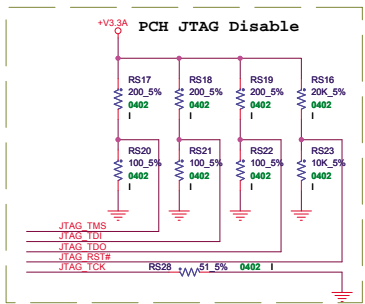 +V3.3A
PCH JTAG Disable
RS17
200_5%
0402
I
RS18
200_5%
0402
I
RS19
200_5%
0402
I
RS16
20K_5%
0402
I
RS20
100_5%
0402
I
RS21
100_5%
0402
I
RS22
100_5%
0402
I
RS23
10K_5%
0402
I
JTAG_TMS
JTAG_TDI
JTAG_TDO
JTAG_RST#
JTAG_TCK
RS28 51_5% 0402 I